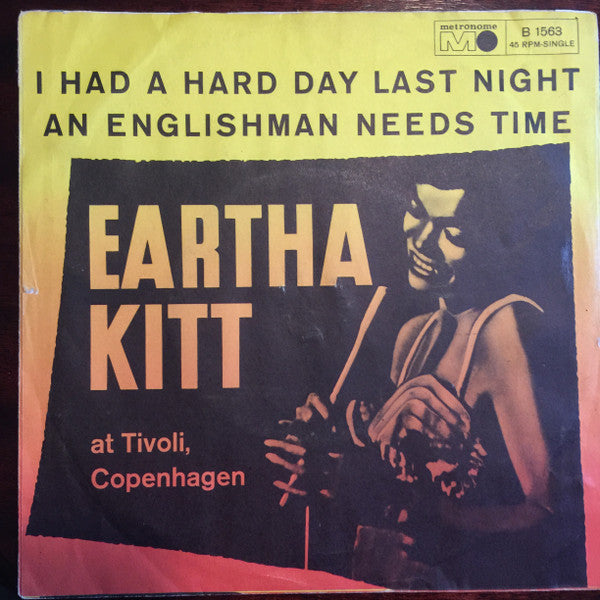 metronome
M
B 1563
45 RPM-SINGLE
I HAD A HARD DAY LAST NIGHT
AN ENGLISHMAN NEEDS TIME
EARTHA
KITT
at Tivoli,
Copenhagen